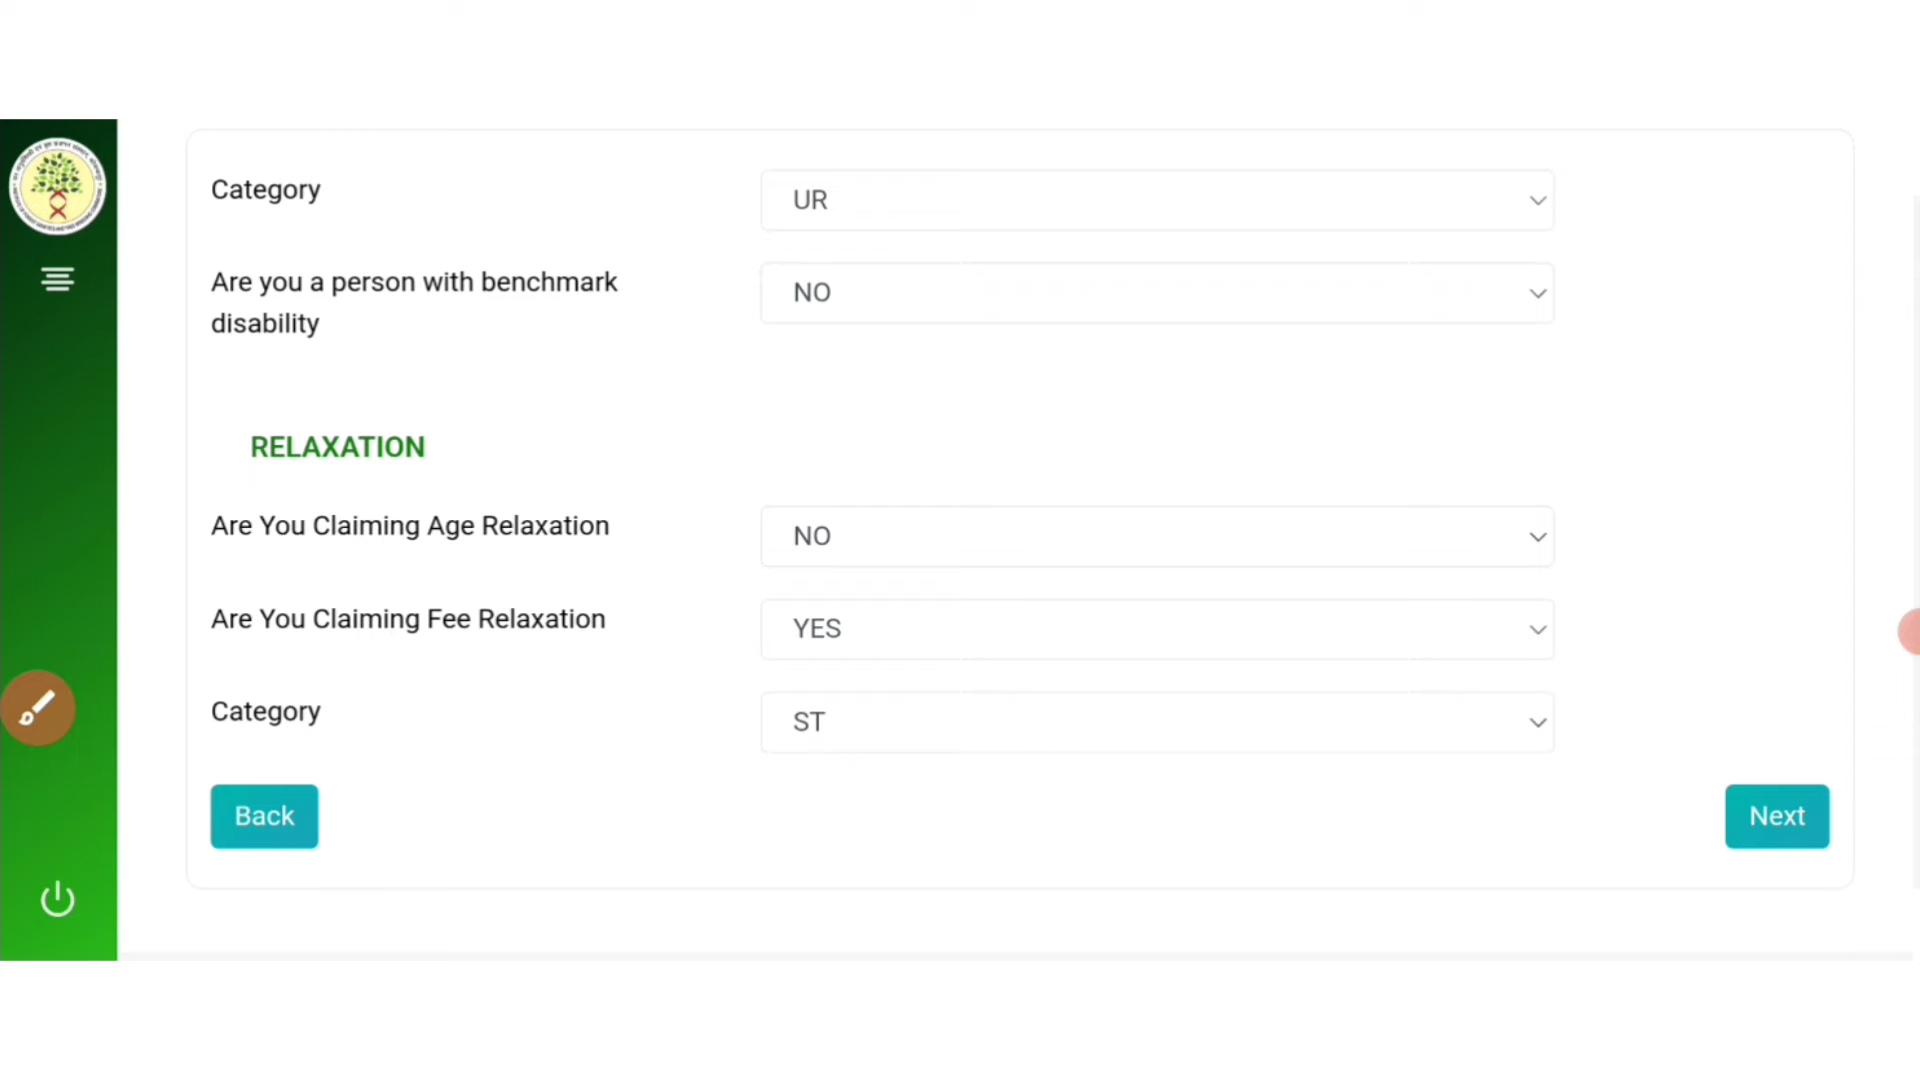 Category
UR
Are you a person with benchmark
disability
NO
RELAXATION
Are You Claiming Age Relaxation
NO
Are You Claiming Fee Relaxation
YES
Category
ST
Back
Next